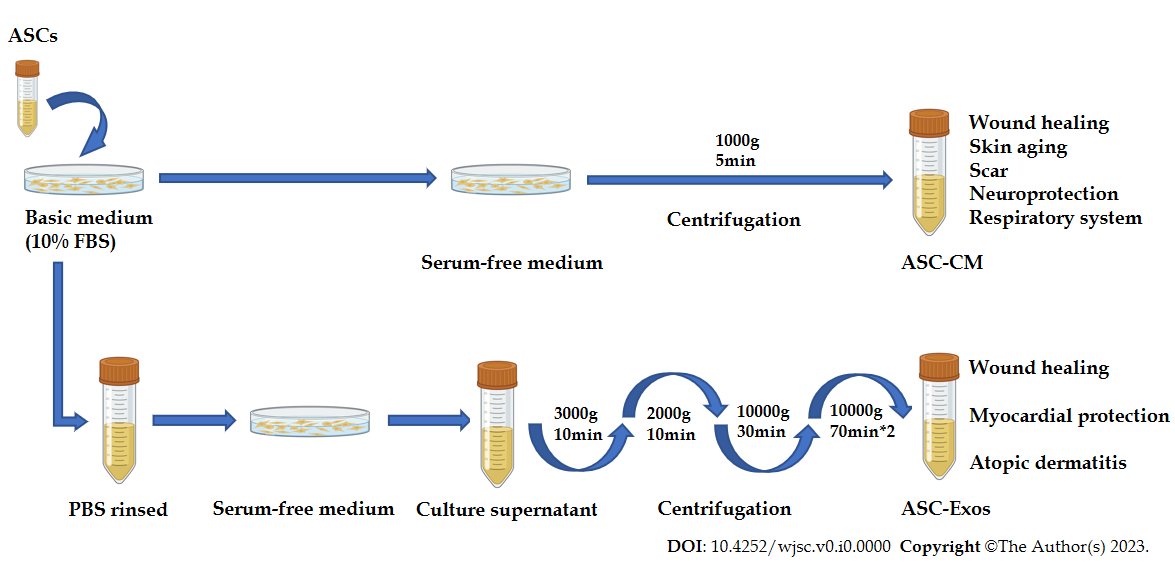 ASCs
Basic medium
(10% FBS)
Serum-free medium
1000g
5min
Centrifugation
ASC-CM
Wound healing
Skin aging
Scar
Neuroprotection
Respiratory system
PBS rinsed
Serum-free medium
Culture supernatant
3000g
10min
2000g
10min
10000g
30min
10000g
70min*2
Centrifugation
ASC-Exos
Wound healing
Myocardial protection
Atopic dermatitis
DOI: 10.4252/wjsc.v0.i0.0000 Copyright ©The Author(s) 2023.